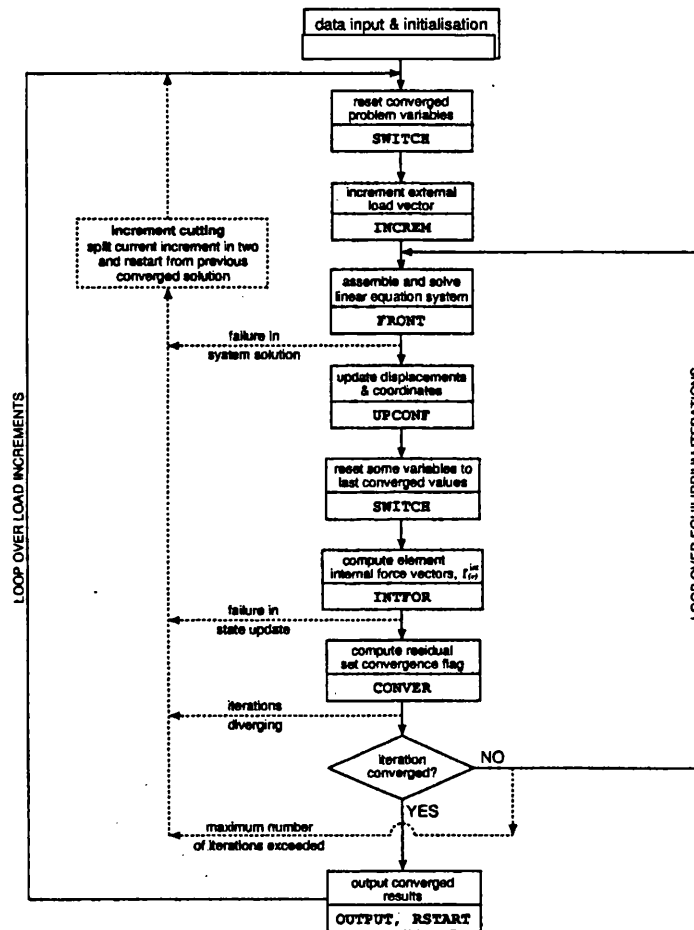 data input & initialisation
reset converged
problem variables
SWITCH
increment external
load vector
INCREM
increment cutting
split current increment in two
and restart from previous
converged solution
assemble and solve
linear equation system
FRONT
failure in
system solution
update displacements
& coordinates
UPCONF
LOOP OVER LOAD INCREMENTS
LOOP OVER EQUILIBRIUM ITERATIONS
reset some variables to
last converged values
SWITCH
compute element
internal force vectors, f int (e)
INTFOR
failure in
state update
compute residual
set convergence flag
CONVER
iterations
diverging
iteration
converged?
NO
YES
maximum number
of iterations exceeded
output converged
results
OUTPUT, RSTART